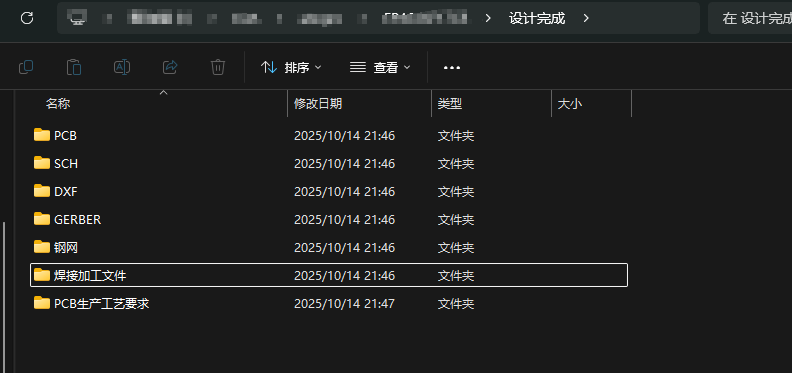 设计完成
在 设计完成
排序
查看
名称 修改日期 类型 大小
PCB 2025/10/14 21:46 文件夹
SCH 2025/10/14 21:46 文件夹
DXF 2025/10/14 21:46 文件夹
GERBER 2025/10/14 21:46 文件夹
钢网 2025/10/14 21:46 文件夹
焊接加工文件 2025/10/14 21:46 文件夹
PCB生产工艺要求 2025/10/14 21:47 文件夹